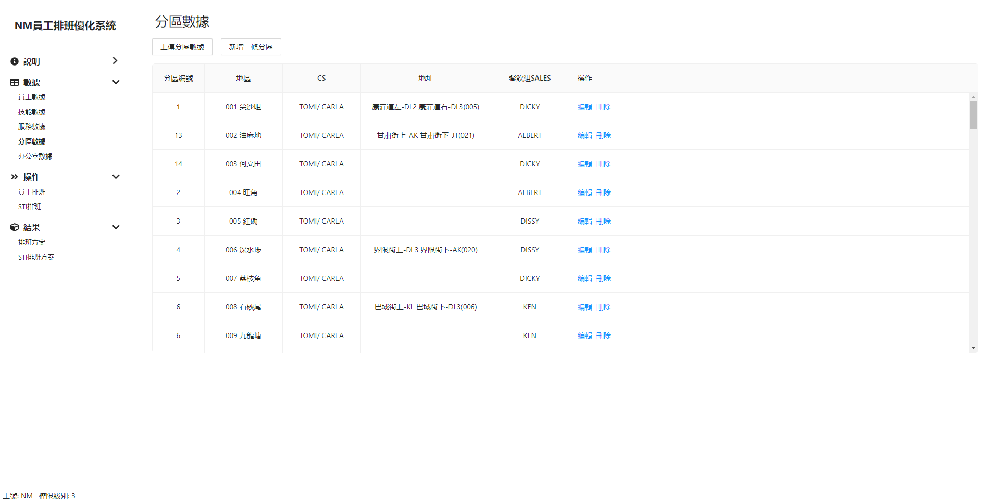 NM員工排班優化系統
說明
數據
員工數據
技能數據
服務數據
分區數據
办公室數據
操作
員工排班
STI排班
結果
排班方案
STI排班方案
工號: NM 權限級別: 3
分區數據
上傳分區數據 新增一條分區
分區編號 地區 CS 地址 餐飲組SALES 操作
1 001 尖沙咀 TOMI/ CARLA 康莊道左-DL2 康莊道右-DL3(005) DICKY 編輯 刪除
13 002 油麻地 TOMI/ CARLA 甘肅街上-AK 甘肅街下-JT(021) ALBERT 編輯 刪除
14 003 何文田 TOMI/ CARLA DICKY 編輯 刪除
2 004 旺角 TOMI/ CARLA ALBERT 編輯 刪除
3 005 紅磡 TOMI/ CARLA DISSY 編輯 刪除
4 006 深水埗 TOMI/ CARLA 界限街上-DL3 界限街下-AK(020) DISSY 編輯 刪除
5 007 荔枝角 TOMI/ CARLA DICKY 編輯 刪除
6 008 石硤尾 TOMI/ CARLA 巴域街上-KL 巴域街下-DL3(006) KEN 編輯 刪除
6 009 九龍塘 TOMI/ CARLA KEN 編輯 刪除